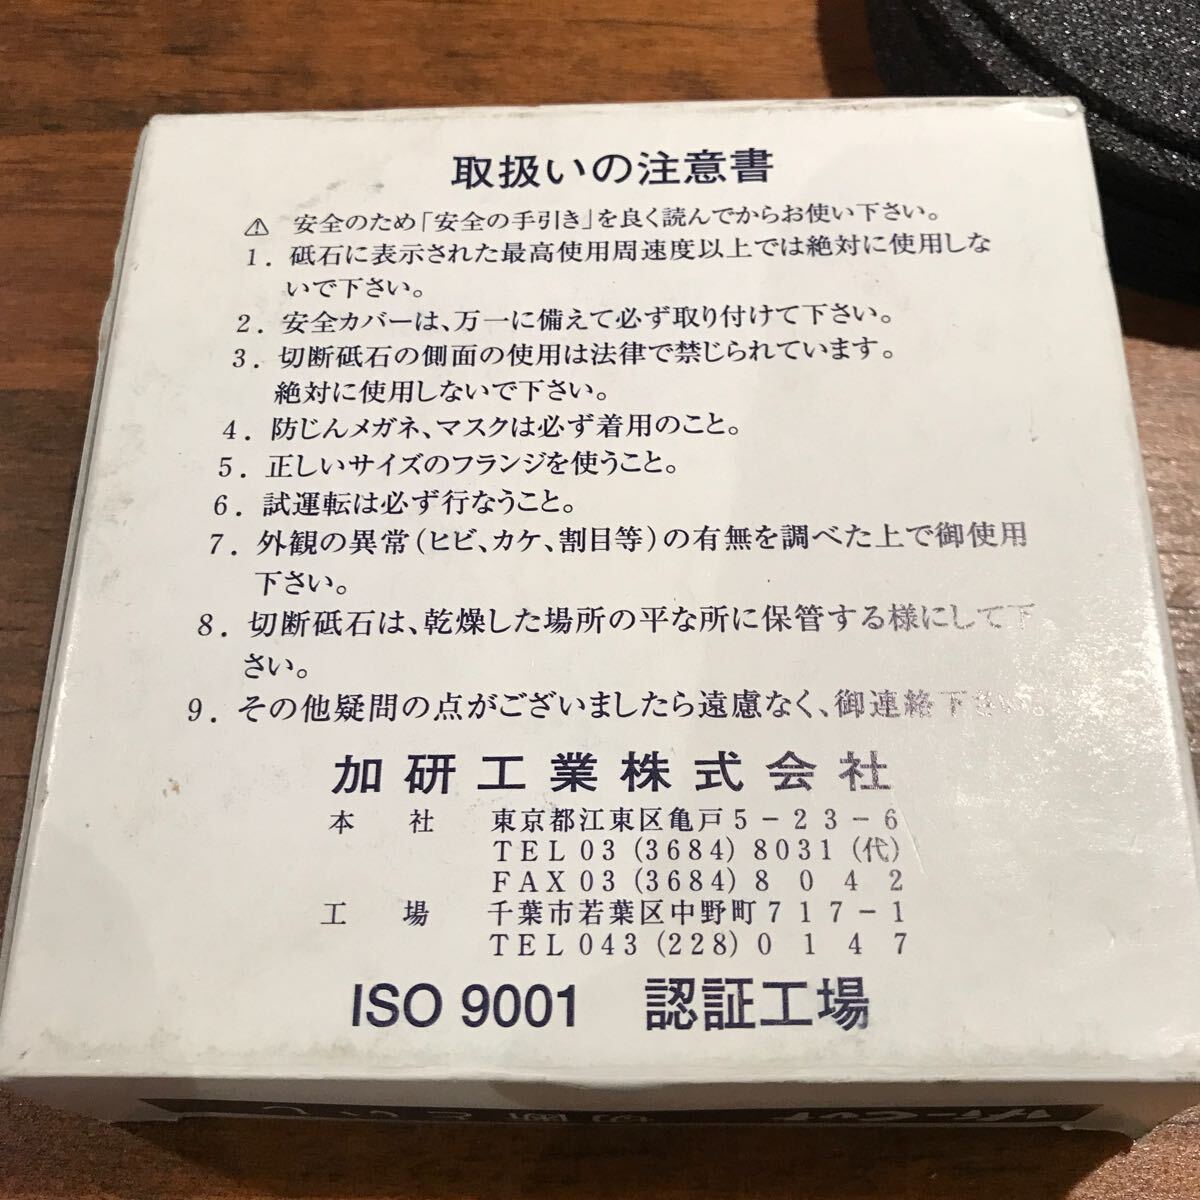 取扱いの注意書
⚠ 安全のため「安全の手引き」を良く読んでからお使い下さい。
1. 砥石に表示された最高使用周速度以上では絶対に使用しな
いで下さい。
2. 安全カバーは、万一に備えて必ず取り付けて下さい。
3. 切断砥石の側面の使用は法律で禁じられています。
絶対に使用しないで下さい。
4. 防じんメガネ、マスクは必ず着用のこと。
5. 正しいサイズのフランジを使うこと。
6. 試運転は必ず行なうこと。
7. 外観の異常(ヒビ、カケ、割目等)の有無を調べた上で御使用
下さい。
8. 切断砥石は、乾燥した場所の平な所に保管する様にして下
さい。
9. その他疑問の点がございましたら遠慮なく、御連絡下さい。
加研工業株式会社
本 社 東京都江東区亀戸5-23-6
TEL 03 (3684) 8031 (代)
FAX 03 (3684) 8042
工 場 千葉市若葉区中野町717-1
TEL 043 (228) 0147
ISO 9001 認証工場